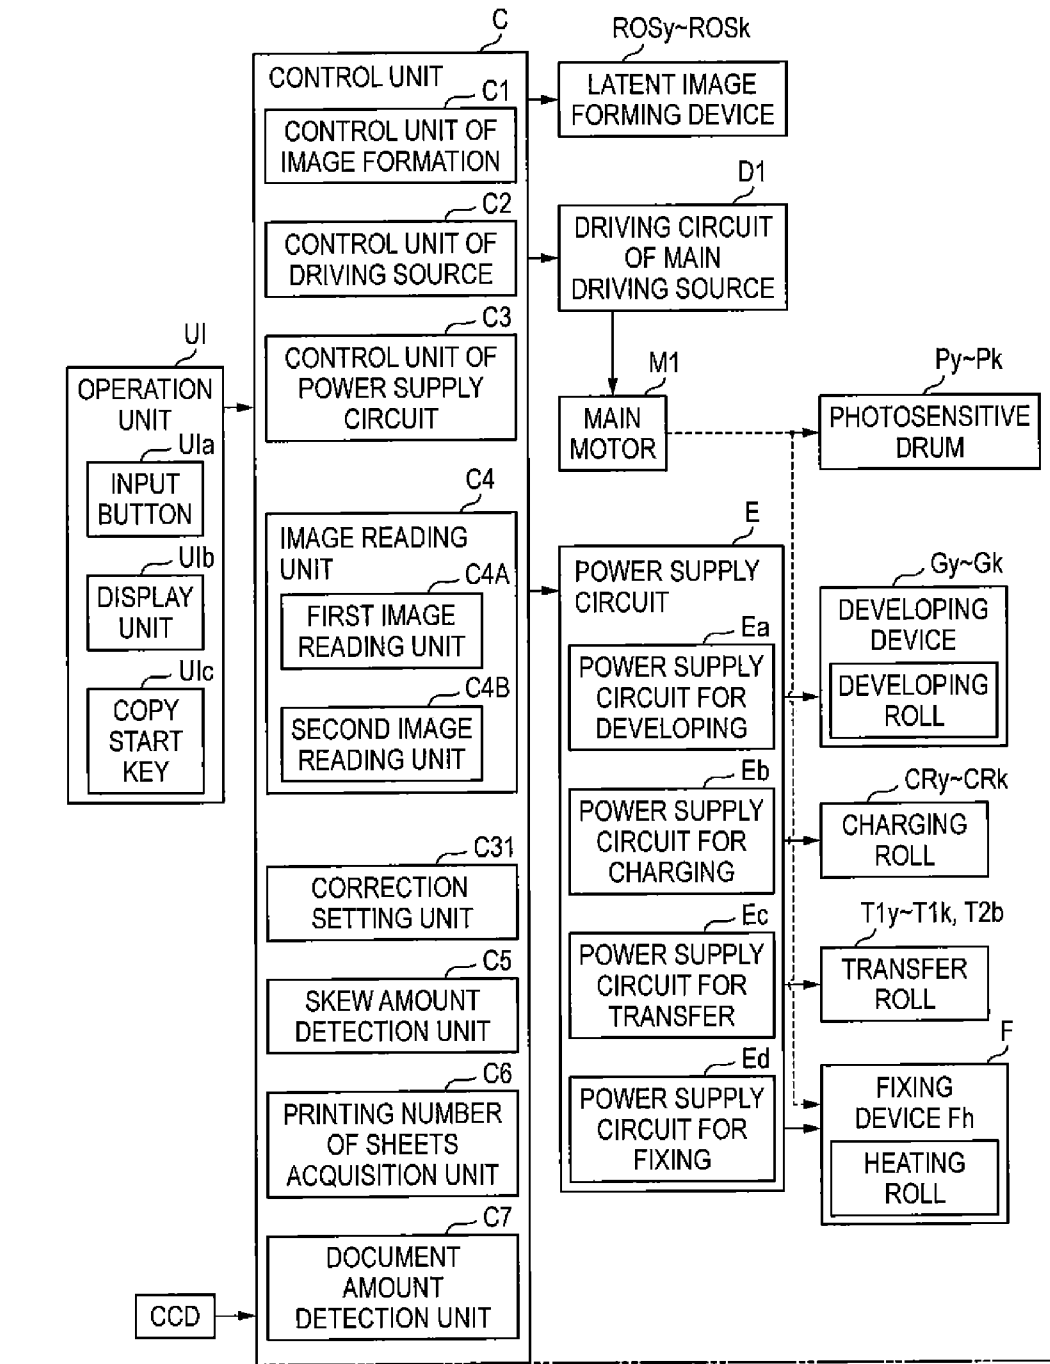 UI
OPERATION
UNIT
UIa
INPUT
BUTTON
UIb
DISPLAY
UNIT
UIc
COPY
START
KEY
CCD
C
CONTROL UNIT
C1
CONTROL UNIT OF
IMAGE FORMATION
C2
CONTROL UNIT OF
DRIVING SOURCE
C3
CONTROL UNIT OF
POWER SUPPLY
CIRCUIT
C4
IMAGE READING
UNIT
C4A
FIRST IMAGE
READING UNIT
C4B
SECOND IMAGE
READING UNIT
C31
CORRECTION
SETTING UNIT
C5
SKEW AMOUNT
DETECTION UNIT
C6
PRINTING NUMBER
OF SHEETS
ACQUISITION UNIT
C7
DOCUMENT
AMOUNT
DETECTION UNIT
ROSy~ROSk
LATENT IMAGE
FORMING DEVICE
D1
DRIVING CIRCUIT
OF MAIN
DRIVING SOURCE
M1
MAIN
MOTOR
E
POWER SUPPLY
CIRCUIT
Ea
POWER SUPPLY
CIRCUIT FOR
DEVELOPING
Eb
POWER SUPPLY
CIRCUIT FOR
CHARGING
Ec
POWER SUPPLY
CIRCUIT FOR
TRANSFER
Ed
POWER SUPPLY
CIRCUIT FOR
FIXING
Py~Pk
PHOTOSENSITIVE
DRUM
Gy~Gk
DEVELOPING
DEVICE
DEVELOPING
ROLL
CRy~CRk
CHARGING
ROLL
T1y~T1k, T2b
TRANSFER
ROLL
F
FIXING
DEVICE Fh
HEATING
ROLL